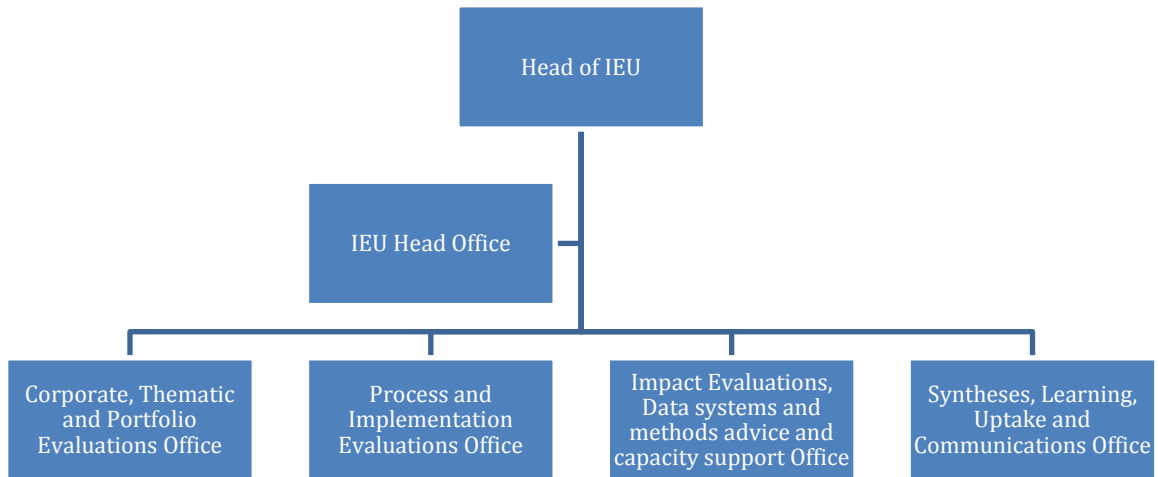 Head of IEU
IEU Head Office
Corporate, Thematic
and Portfolio
Evaluations Office
Process and
Implementation
Evaluations Office
Impact Evaluations,
Data systems and
methods advice and
capacity support Office
Syntheses, Learning,
Uptake and
Communications Office